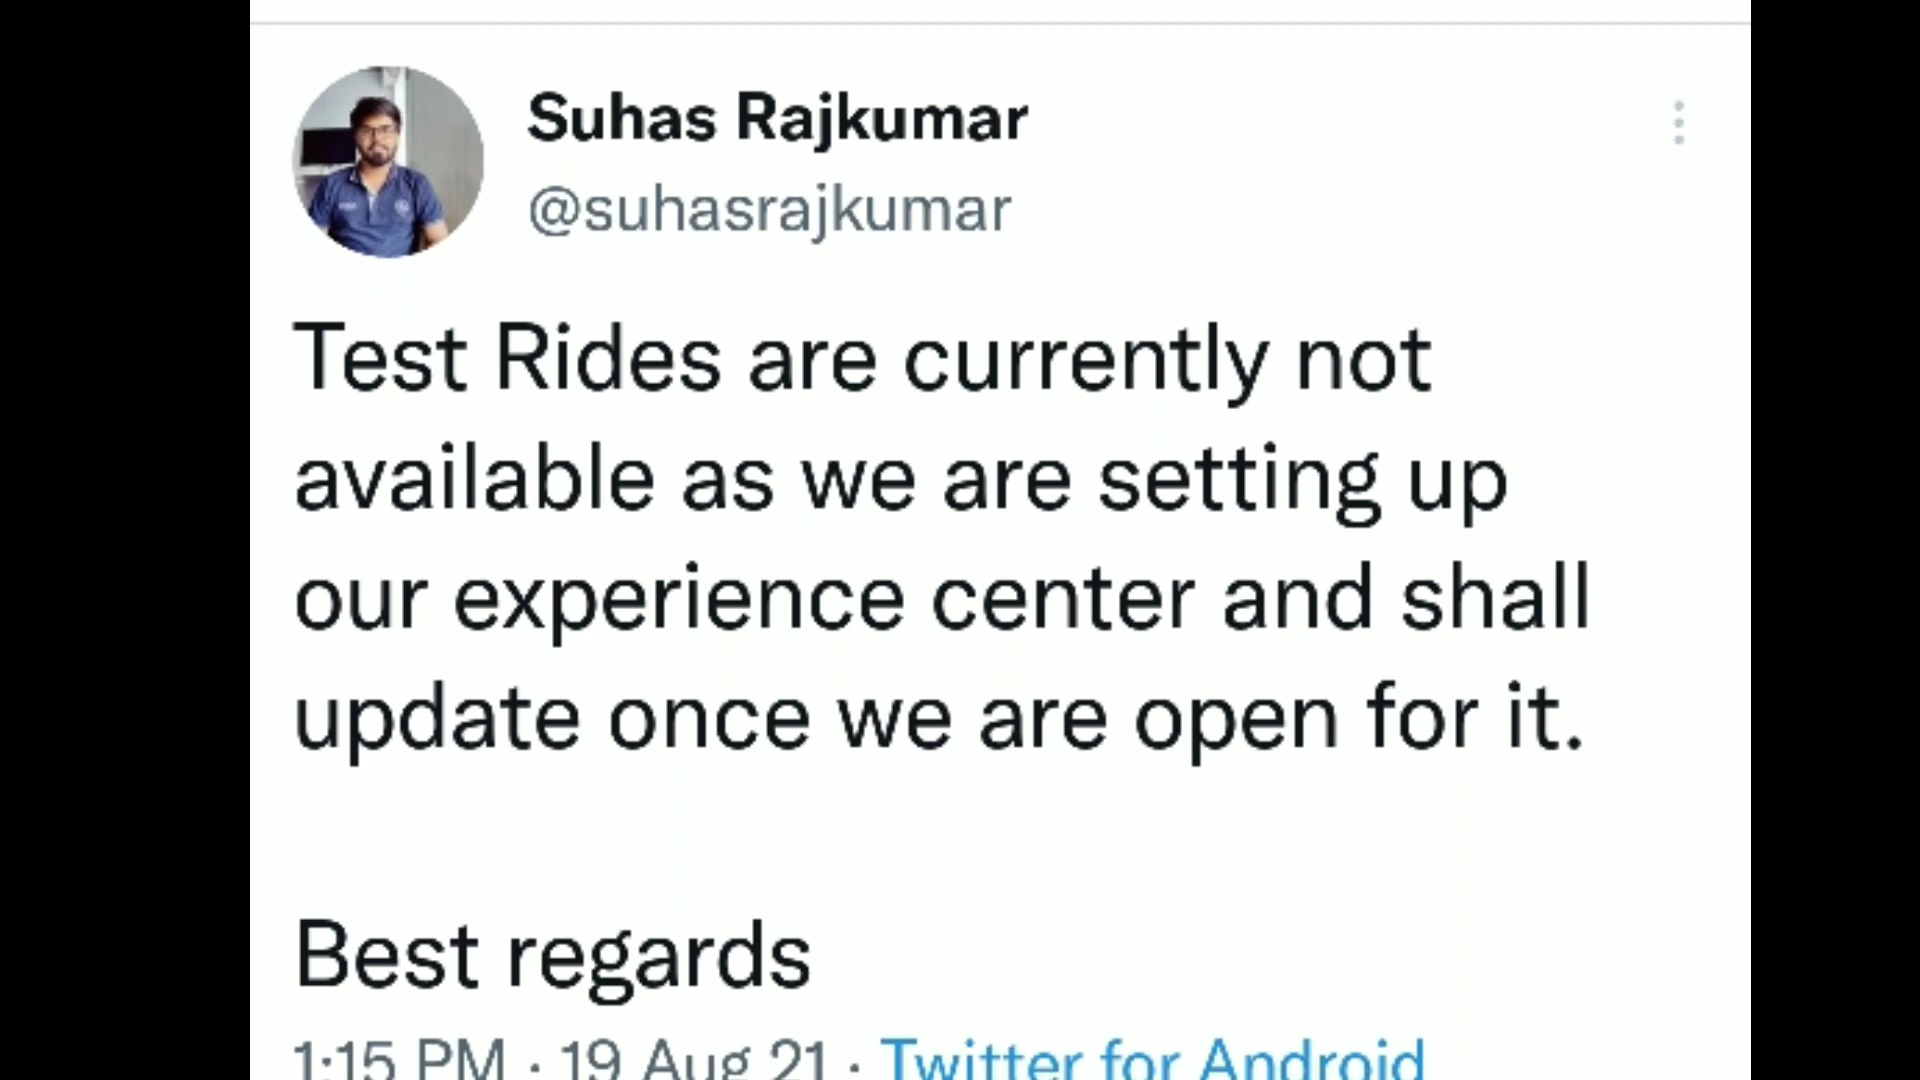 Suhas Rajkumar
@suhasrajkumar
Test Rides are currently not
available as we are setting up
our experience center and shall
update once we are open for it.
Best regards
1:15 PM · 19 Aug 21 · Twitter for Android